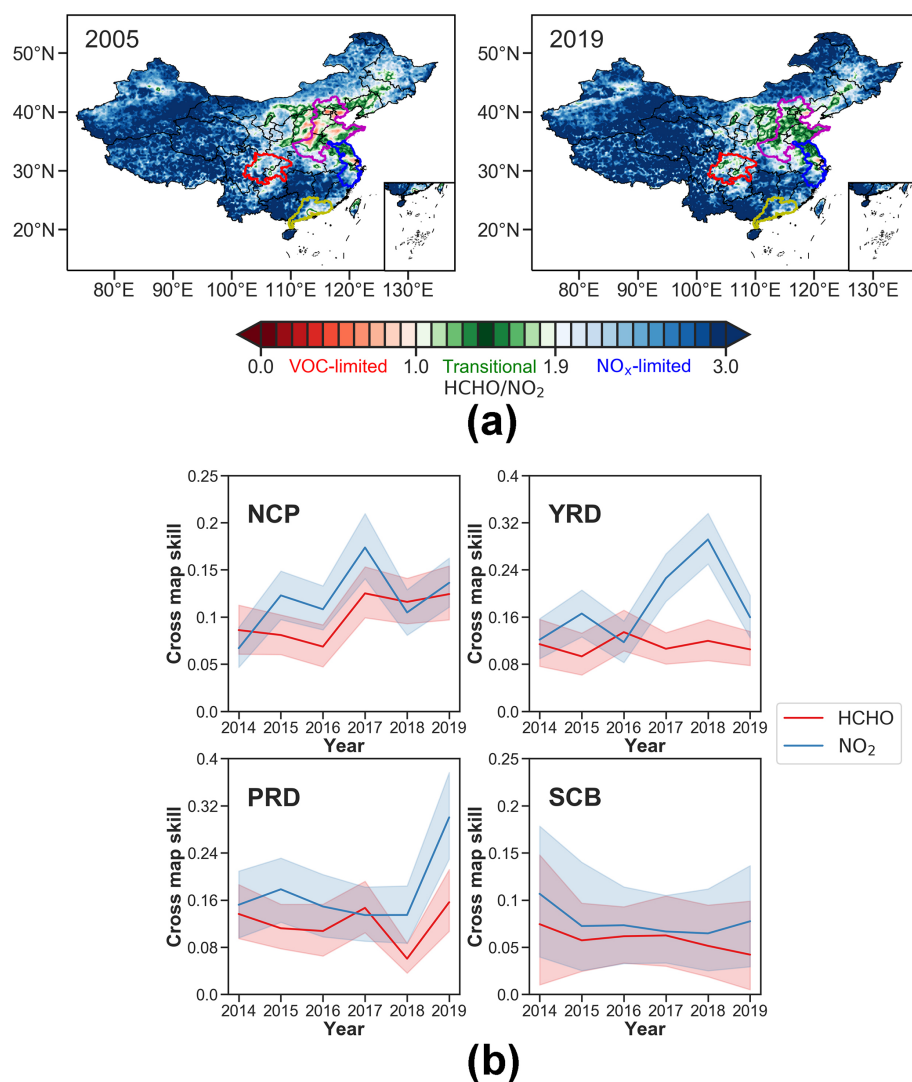 2005
50°N
40°N
30°N
20°N
80°E 90°E 100°E 110°E 120°E 130°E
2019
50°N
40°N
30°N
20°N
80°E 90°E 100°E 110°E 120°E 130°E
0.0 VOC-limited 1.0 Transitional 1.9 NOₓ-limited 3.0
HCHO/NO₂
(a)
NCP
Cross map skill
0.25
0.2
0.15
0.1
0.05
0.0
2014 2015 2016 2017 2018 2019
Year
YRD
Cross map skill
0.4
0.32
0.24
0.16
0.08
0.0
2014 2015 2016 2017 2018 2019
Year
HCHO
NO₂
PRD
Cross map skill
0.4
0.32
0.24
0.16
0.08
0.0
2014 2015 2016 2017 2018 2019
Year
SCB
Cross map skill
0.25
0.2
0.15
0.1
0.05
0.0
2014 2015 2016 2017 2018 2019
Year
(b)